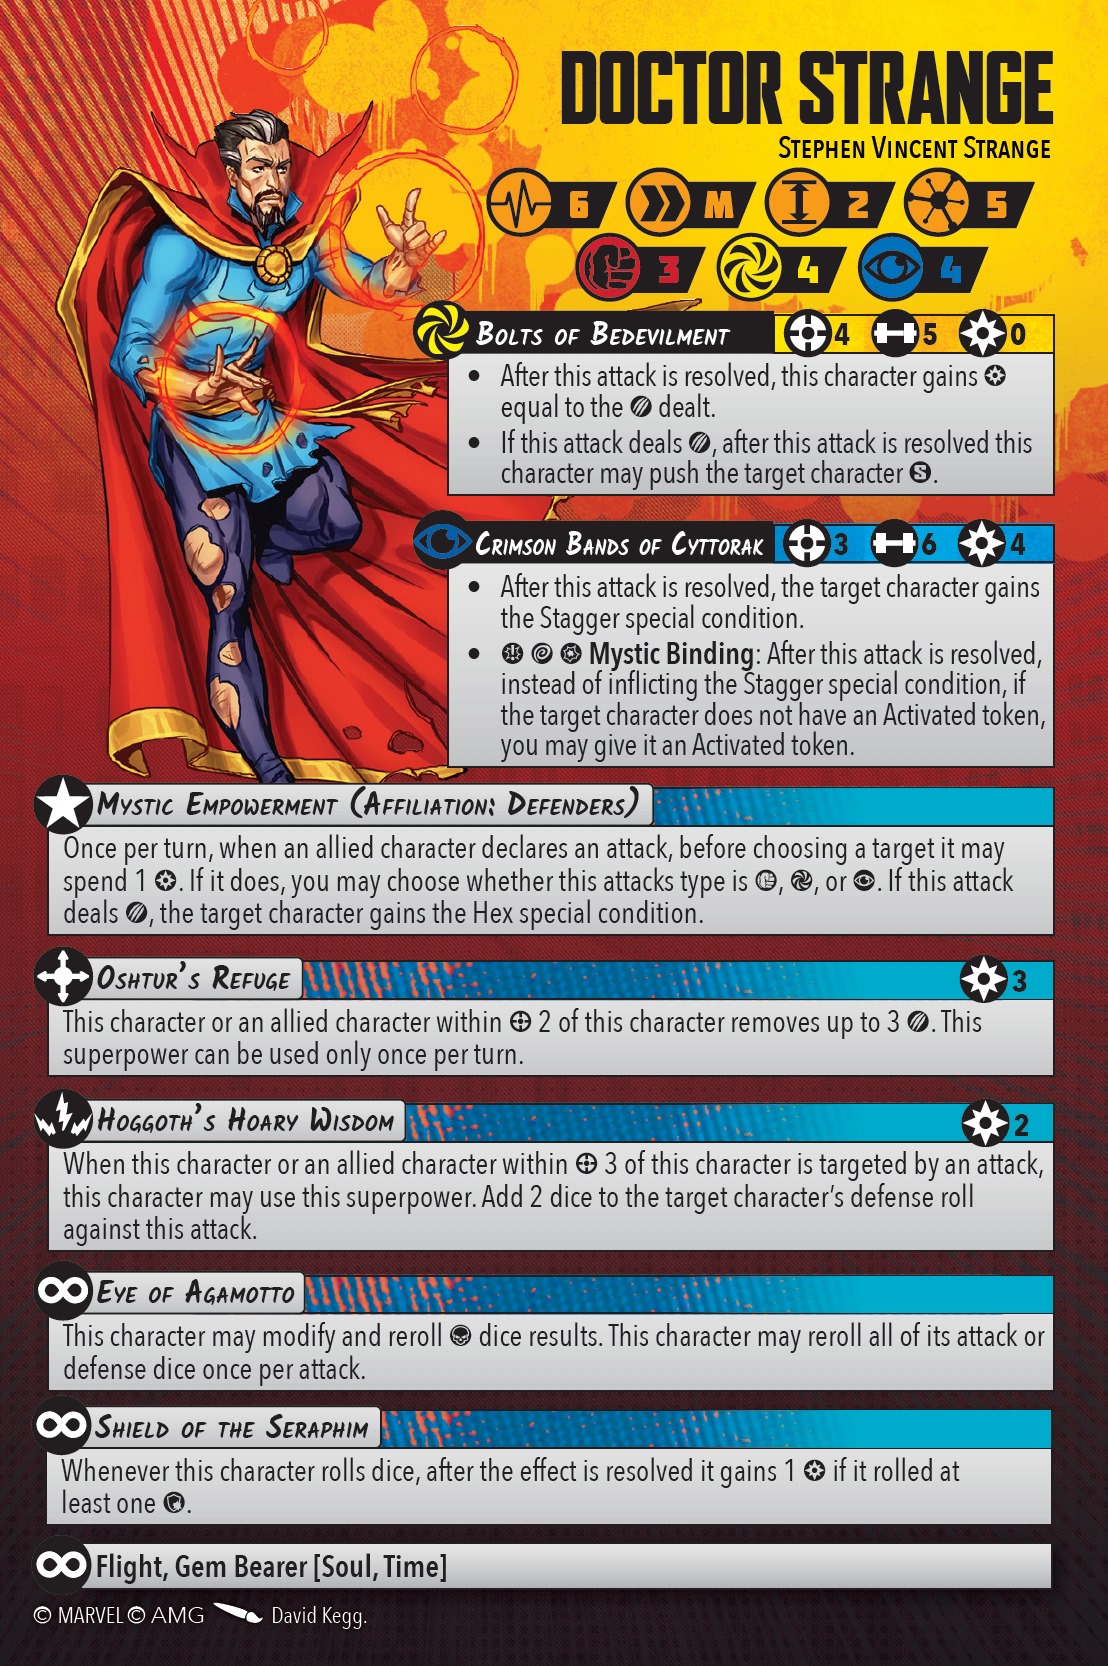 DOCTOR STRANGE
STEPHEN VINCENT STRANGE
6 M 2 5
3 4 4
BOLTS OF BEDEVILMENT 4 5 0
• After this attack is resolved, this character gains
equal to the dealt.
• If this attack deals , after this attack is resolved this
character may push the target character S.
CRIMSON BANDS OF CYTTORAK 3 6 4
• After this attack is resolved, the target character gains
the Stagger special condition.
• Mystic Binding: After this attack is resolved,
instead of inflicting the Stagger special condition, if
the target character does not have an Activated token,
you may give it an Activated token.
MYSTIC EMPOWERMENT (AFFILIATION: DEFENDERS)
Once per turn, when an allied character declares an attack, before choosing a target it may
spend 1 . If it does, you may choose whether this attacks type is , , or . If this attack
deals , the target character gains the Hex special condition.
OSHTUR'S REFUGE 3
This character or an allied character within 2 of this character removes up to 3 . This
superpower can be used only once per turn.
HOGGOTH'S HOARY WISDOM 2
When this character or an allied character within 3 of this character is targeted by an attack,
this character may use this superpower. Add 2 dice to the target character's defense roll
against this attack.
EYE OF AGAMOTTO
This character may modify and reroll dice results. This character may reroll all of its attack or
defense dice once per attack.
SHIELD OF THE SERAPHIM
Whenever this character rolls dice, after the effect is resolved it gains 1 if it rolled at
least one .
Flight, Gem Bearer [Soul, Time]
© MARVEL © AMG David Kegg.